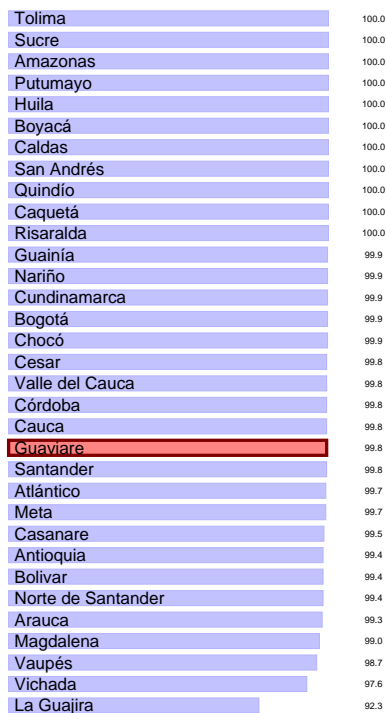 Tolima 100.0
Sucre 100.0
Amazonas 100.0
Putumayo 100.0
Huila 100.0
Boyacá 100.0
Caldas 100.0
San Andrés 100.0
Quindío 100.0
Caquetá 100.0
Risaralda 100.0
Guainía 99.9
Nariño 99.9
Cundinamarca 99.9
Bogotá 99.9
Chocó 99.9
Cesar 99.8
Valle del Cauca 99.8
Córdoba 99.8
Cauca 99.8
Guaviare 99.8
Santander 99.8
Atlántico 99.7
Meta 99.7
Casanare 99.5
Antioquia 99.4
Bolivar 99.4
Norte de Santander 99.4
Arauca 99.3
Magdalena 99.0
Vaupés 98.7
Vichada 97.6
La Guajira 92.3